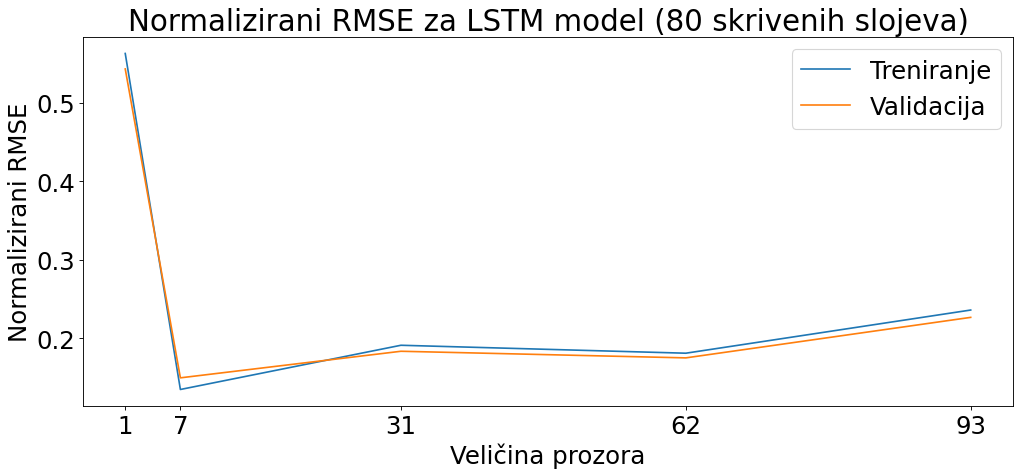 Normalizirani RMSE za LSTM model (80 skrivenih slojeva)
Treniranje
Validacija
Normalizirani RMSE
0.5
0.4
0.3
0.2
1 7 31 62 93
Veličina prozora